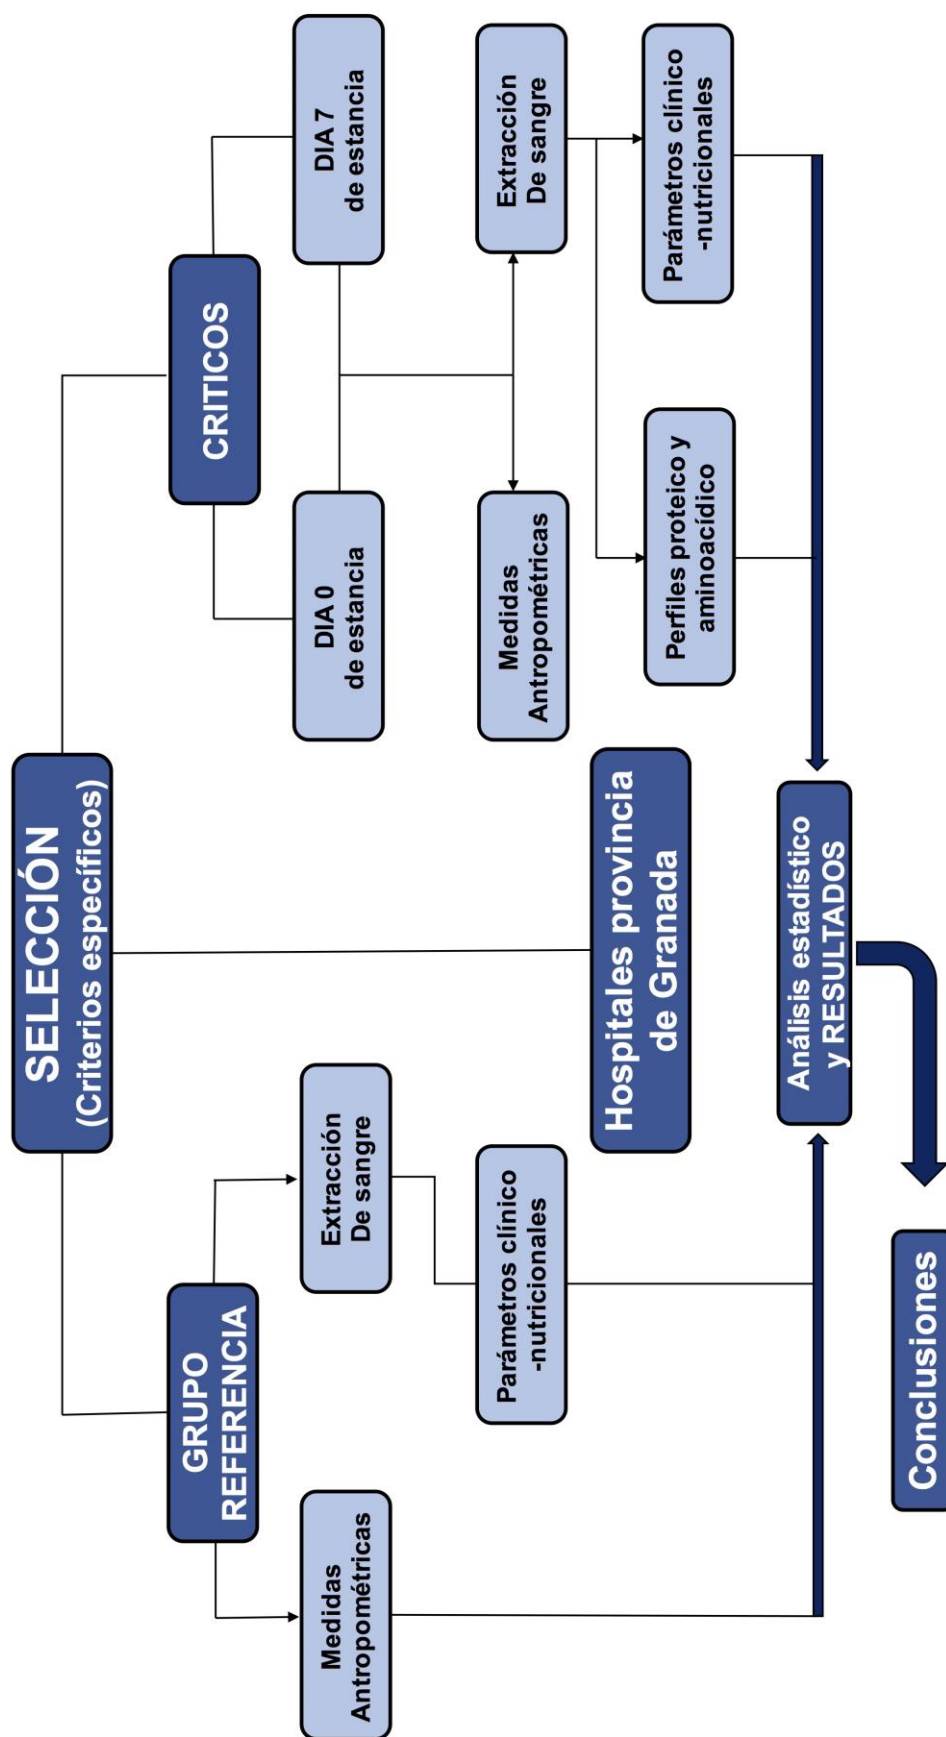 SELECCIÓN
(Criterios específicos)
GRUPO
REFERENCIA
CRITICOS
Medidas
Antropométricas
Extracción
De sangre
DIA 0
de estancia
DIA 7
de estancia
Parámetros clínico
-nutricionales
Medidas
Antropométricas
Extracción
De sangre
Hospitales provincia
de Granada
Perfiles proteico y
aminoacídico
Parámetros clínico
-nutricionales
Análisis estadístico
y RESULTADOS
Conclusiones